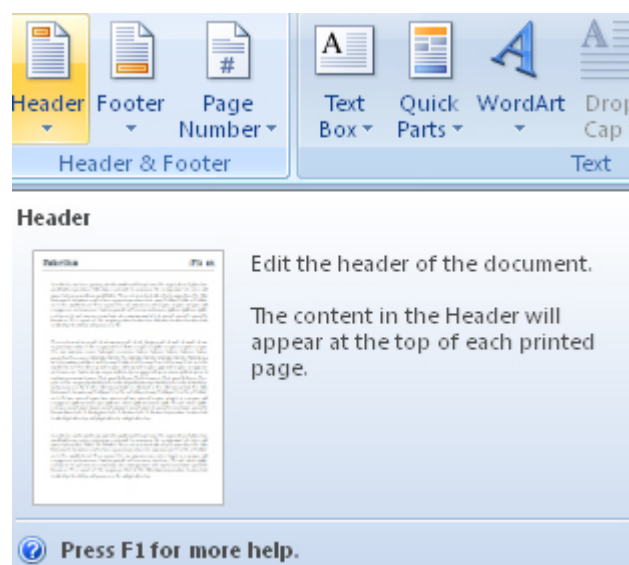 Header Footer Page Number
Text Box Quick Parts WordArt Drop Cap
Header & Footer
Text
Header
Edit the header of the document.
The content in the Header will
appear at the top of each printed
page.
Press F1 for more help.